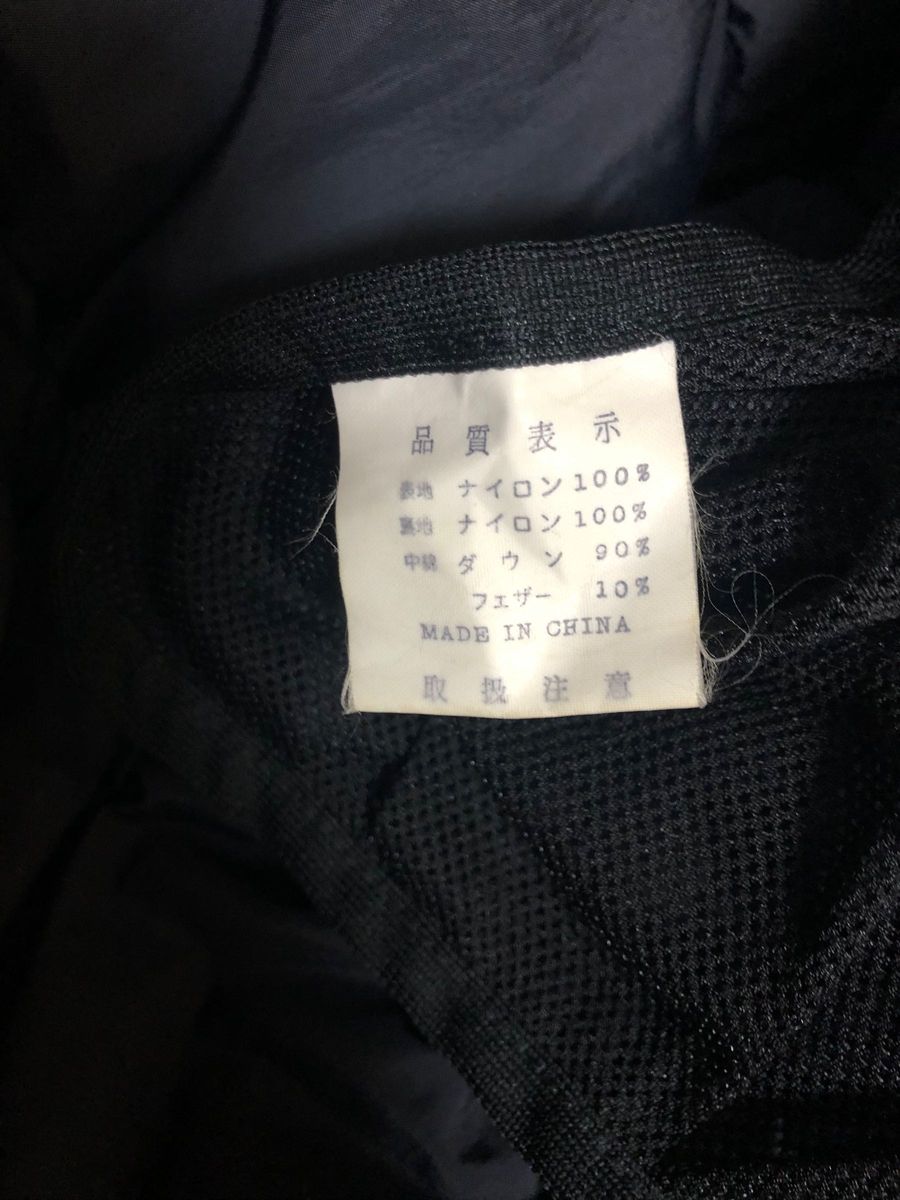 品質表示
表地 ナイロン100%
裏地 ナイロン100%
中綿 ダウン 90%
フェザー 10%
MADE IN CHINA
取扱注意